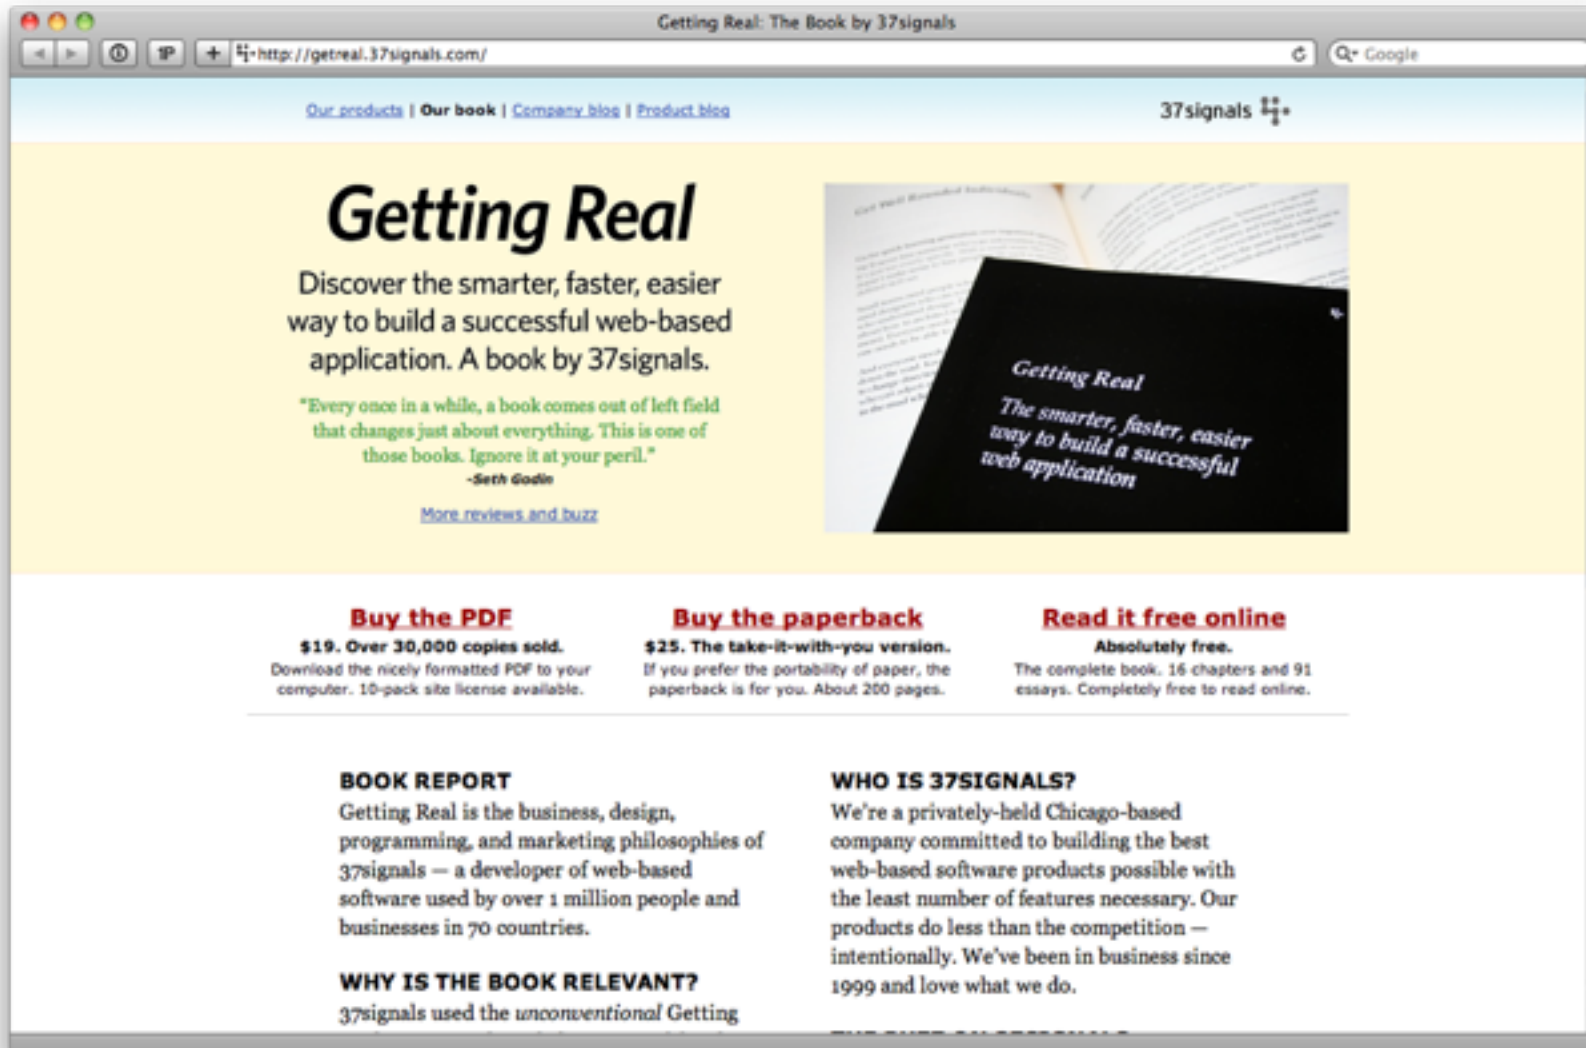 Getting Real: The Book by 37signals
1P
http://getreal.37signals.com/
Google
Our products | Our book | Company blog | Product blog
37signals
Getting Real
Discover the smarter, faster, easier
way to build a successful web-based
application. A book by 37signals.
"Every once in a while, a book comes out of left field
that changes just about everything. This is one of
those books. Ignore it at your peril."
-Seth Godin
More reviews and buzz
Getting Real
The smarter, faster, easier
way to build a successful
web application
Buy the PDF
$19. Over 30,000 copies sold.
Download the nicely formatted PDF to your
computer. 10-pack site license available.
Buy the paperback
$25. The take-it-with-you version.
If you prefer the portability of paper, the
paperback is for you. About 200 pages.
Read it free online
Absolutely free.
The complete book. 16 chapters and 91
essays. Completely free to read online.
BOOK REPORT
Getting Real is the business, design,
programming, and marketing philosophies of
37signals — a developer of web-based
software used by over 1 million people and
businesses in 70 countries.
WHY IS THE BOOK RELEVANT?
37signals used the unconventional Getting
WHO IS 37SIGNALS?
We're a privately-held Chicago-based
company committed to building the best
web-based software products possible with
the least number of features necessary. Our
products do less than the competition —
intentionally. We've been in business since
1999 and love what we do.